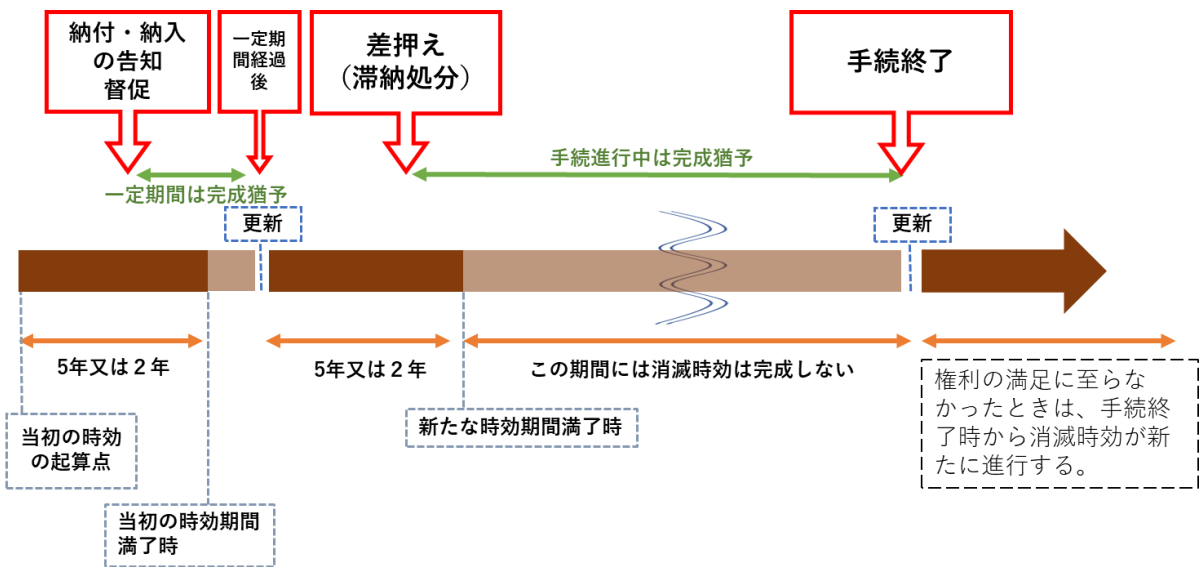 納付・納入
の告知
督促
一定期
間経過
後
差押え
（滞納処分）
手続終了
手続進行中は完成猶予
一定期間は完成猶予
更新
更新
5年又は２年
5年又は２年
この期間には消滅時効は完成しない
権利の満足に至らな
かったときは、手続終
了時から消滅時効が新
たに進行する。
当初の時効
の起算点
新たな時効期間満了時
当初の時効期間
満了時